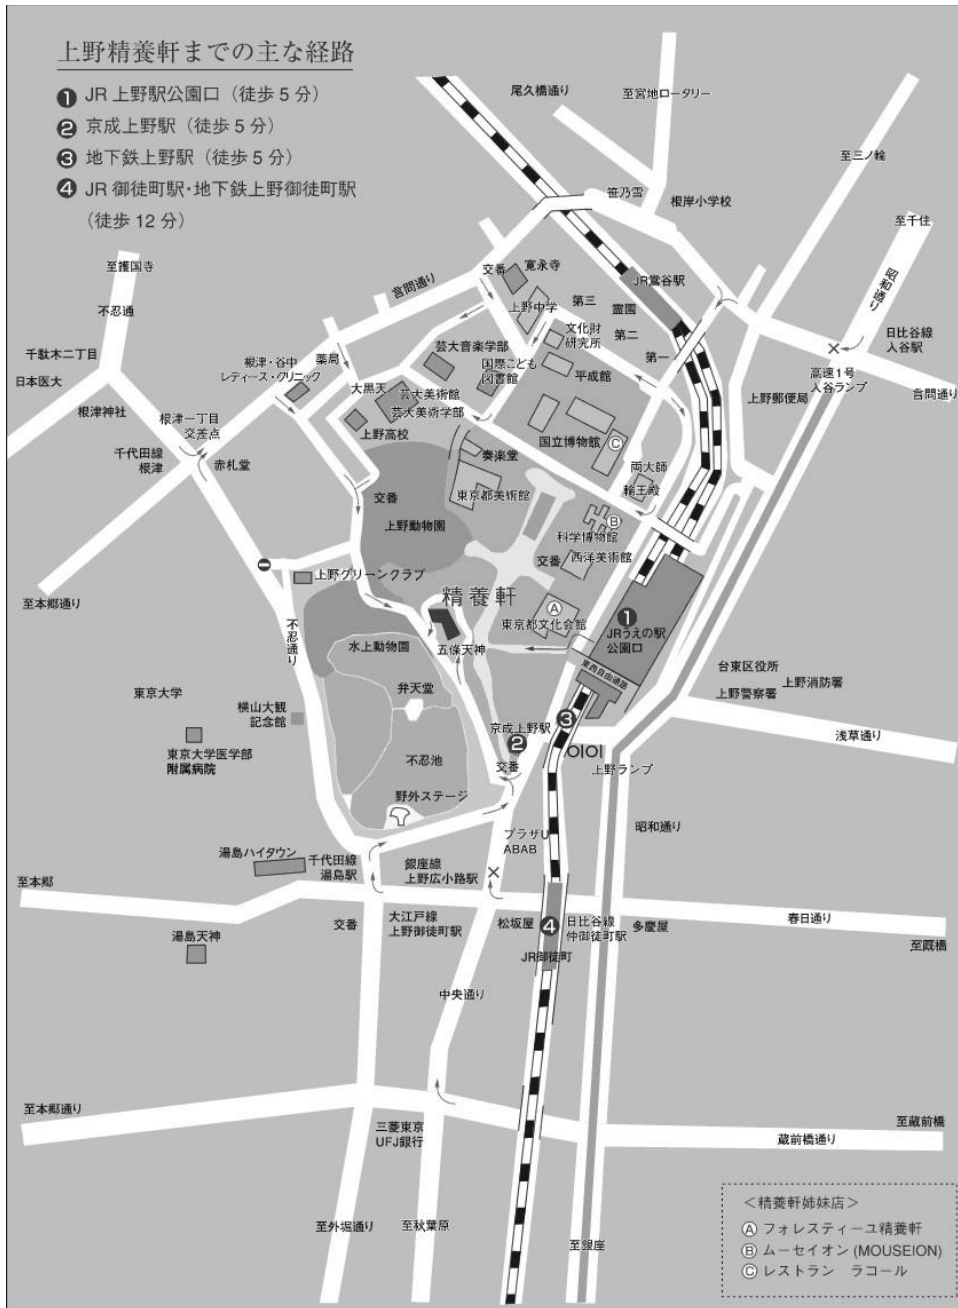 上野精養軒までの主な経路
❶ JR 上野駅公園口（徒歩 5 分）
❷ 京成上野駅（徒歩 5 分）
❸ 地下鉄上野駅（徒歩 5 分）
❹ JR 御徒町駅・地下鉄上野御徒町駅
（徒歩 12 分）
尾久橋通り
至宮地ロータリー
至三ノ輪
笹乃雪
根岸小学校
至千住
昭和通り
至護国寺
不忍通
言問通り
交番
寛永寺
JR鶯谷駅
上野中学
第三
霊園
第二
第一
文化財
研究所
日比谷線
入谷駅
千駄木二丁目
日本医大
薬局
根津・谷中
レディース・クリニック
芸大音楽学部
国際こども
図書館
平成館
高速1号
入谷ランプ
言問通り
大黒天
芸大美術館
芸大美術学部
上野郵便局
根津神社
根津一丁目
交差点
上野高校
千代田線
根津
赤札堂
奏楽堂
国立博物館
Ⓒ
両大師
輪王殿
交番
東京都美術館
上野動物園
Ⓑ
科学博物館
交番
西洋美術館
上野グリーンクラブ
精養軒
Ⓐ
東京都文化会館
❶
JRうえの駅
公園口
至本郷通り
不忍通り
水上動物園
五條天神
東西自由通路
台東区役所
上野消防署
上野警察署
東京大学
弁天堂
横山大観
記念館
京成上野駅
❷
❸
OIOI
浅草通り
東京大学医学部
附属病院
不忍池
交番
上野ランプ
野外ステージ
プラザU
ABAB
昭和通り
湯島ハイタウン
千代田線
湯島駅
銀座線
上野広小路駅
至本郷
交番
大江戸線
上野御徒町駅
松坂屋
❹
日比谷線
仲御徒町駅
多慶屋
春日通り
湯島天神
JR御徒町
至厩橋
中央通り
至本郷通り
三菱東京
UFJ銀行
至蔵前橋
蔵前橋通り
至外堀通り
至秋葉原
至銀座
＜精養軒姉妹店＞
Ⓐ フォレスティーユ精養軒
Ⓑ ムーセイオン (MOUSEION)
Ⓒ レストラン　ラコール